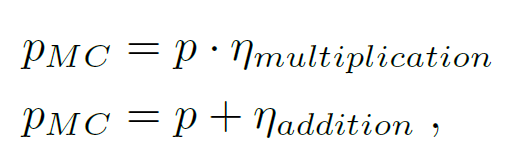 p_{MC} = p · η_{multiplication}
p_{MC} = p + η_{addition} ,